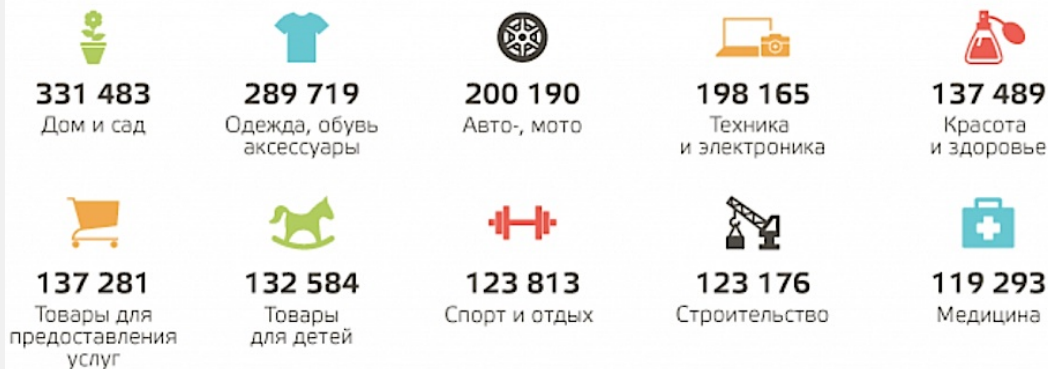 331 483
Дом и сад
289 719
Одежда, обувь
аксессуары
200 190
Авто-, мото
198 165
Техника
и электроника
137 489
Красота
и здоровье
137 281
Товары для
предоставления
услуг
132 584
Товары
для детей
123 813
Спорт и отдых
123 176
Строительство
119 293
Медицина